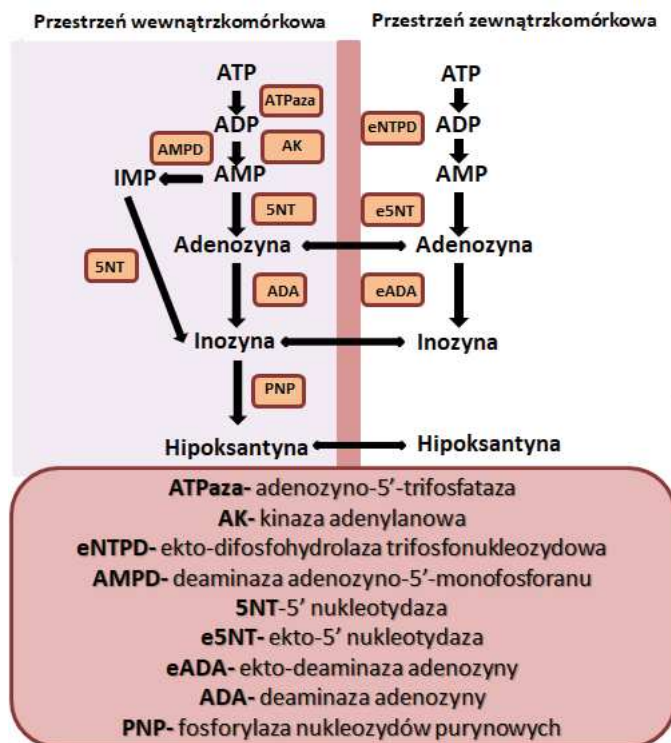 Przestrzeń wewnątrzkomórkowa Przestrzeń zewnątrzkomórkowa
ATP ATP
ATPaza
ADP eNTPD ADP
AMPD AK
IMP AMP AMP
5NT e5NT
Adenozyna Adenozyna
5NT
ADA eADA
Inozyna Inozyna
PNP
Hipoksantyna Hipoksantyna
ATPaza- adenozyno-5'-trifosfataza
AK- kinaza adenylanowa
eNTPD- ekto-difosfohydrolaza trifosfonukleozydowa
AMPD- deaminaza adenozyno-5'-monofosforanu
5NT-5' nukleotydaza
e5NT- ekto-5' nukleotydaza
eADA- ekto-deaminaza adenozyny
ADA- deaminaza adenozyny
PNP- fosforylaza nukleozydów purynowych